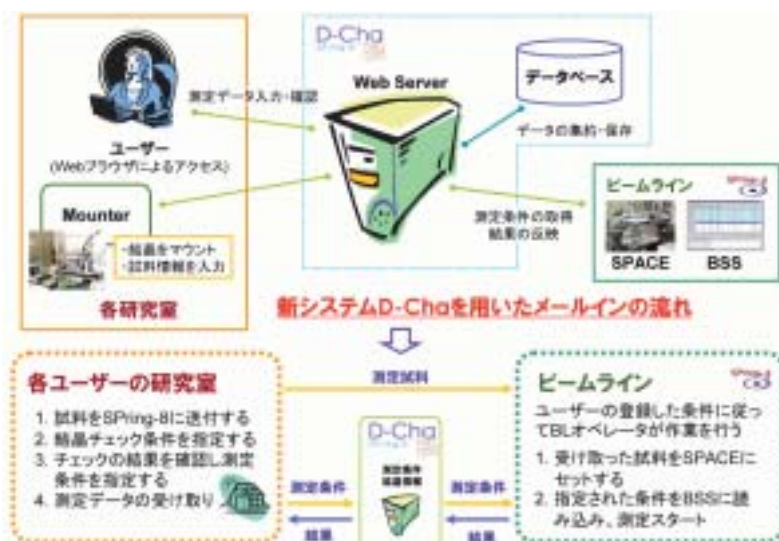 D-Cha
SPring-8
Web Server
データベース
測定データ入力・確認
データの集約・保存
ユーザー
(Webブラウザによるアクセス)
Mounter
・結晶をマウント
・試料情報を入力
各研究室
測定条件の取得
結果の反映
ビームライン
SPring-8
SPACE
BSS
新システムD-Chaを用いたメールインの流れ
各ユーザーの研究室
1. 試料をSPring-8に送付する
2. 結晶チェック条件を指定する
3. チェックの結果を確認し測定
条件を指定する
4. 測定データの受け取り
測定試料
D-Cha
測定条件
結晶情報
測定条件
結果
測定条件
結果
ビームライン
SPring-8
ユーザーの登録した条件に従っ
てBLオペレータが作業を行う
1. 受け取った試料をSPACEに
セットする
2. 指定された条件をBSSに読
み込み、測定スタート